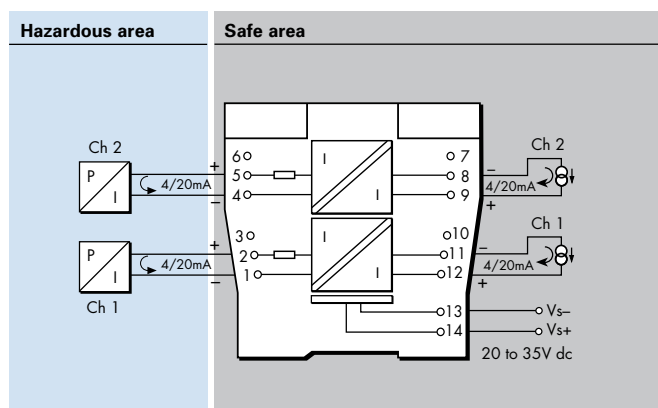 Hazardous area
Safe area
Ch 2
P
I
+
4/20mA
−
6
5
4
I
I
7
8
9
−
4/20mA
+
Ch 2
P
I
Ch 1
+
4/20mA
−
3
2
1
I
I
10
11
12
−
4/20mA
+
Ch 1
13
14
Vs–
Vs+
20 to 35V dc